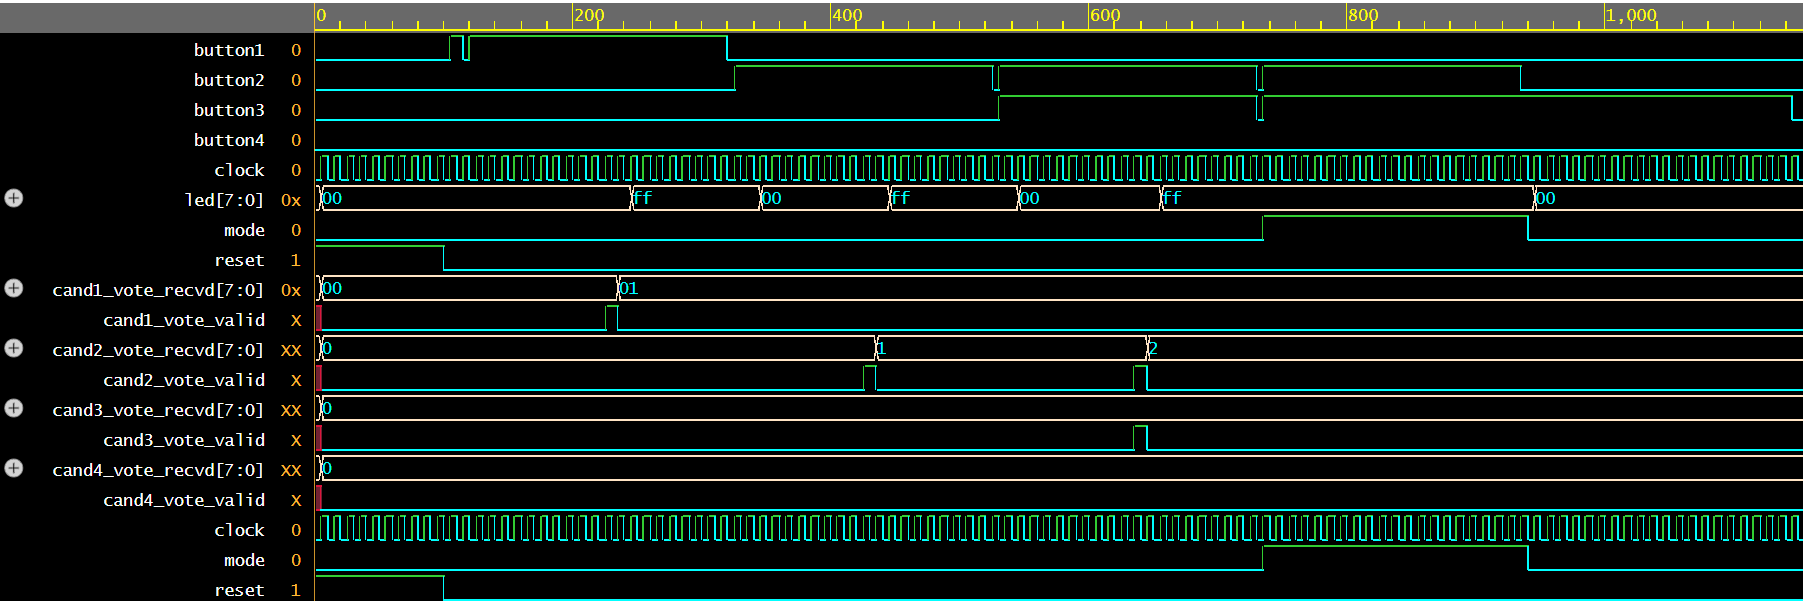 0 200 400 600 800 1,000
button1 0
button2 0
button3 0
button4 0
clock 0
led[7:0] 0x 00 ff 00 ff 00 ff 00
mode 0
reset 1
cand1_vote_recvd[7:0] 0x 00 01
cand1_vote_valid X
cand2_vote_recvd[7:0] XX 0 1 2
cand2_vote_valid X
cand3_vote_recvd[7:0] XX 0
cand3_vote_valid X
cand4_vote_recvd[7:0] XX 0
cand4_vote_valid X
clock 0
mode 0
reset 1